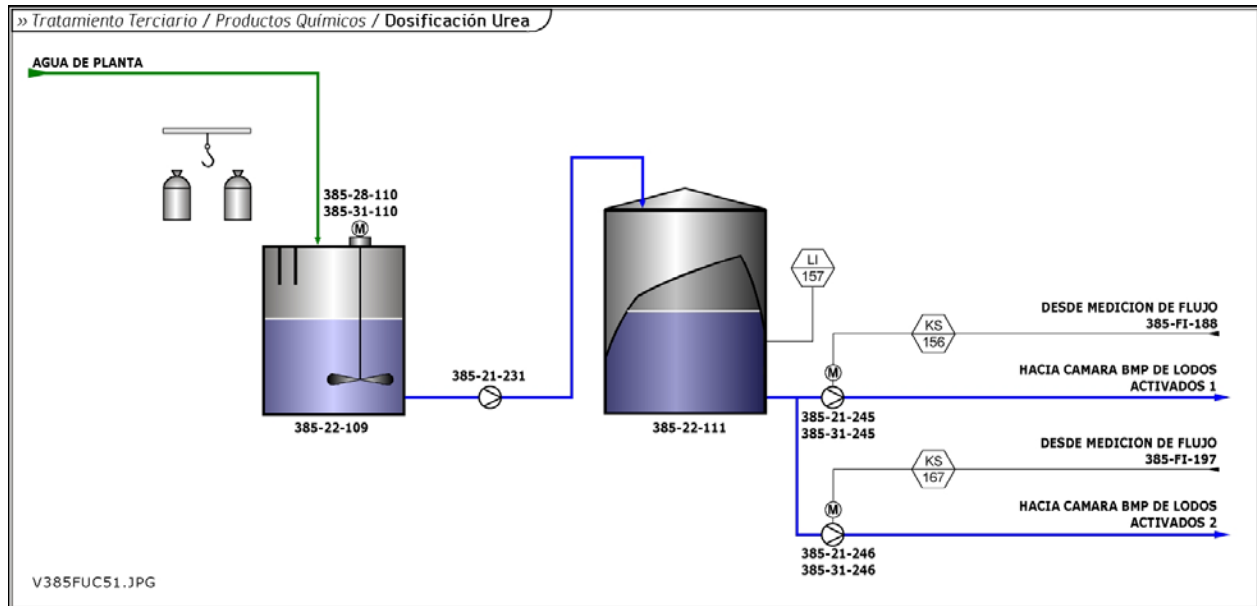 » Tratamiento Terciario / Productos Químicos / Dosificación Urea
AGUA DE PLANTA
385-28-110
385-31-110
M
LI
157
DESDE MEDICION DE FLUJO
385-FI-188
KS
156
HACIA CAMARA BMP DE LODOS
ACTIVADOS 1
M
385-21-231
385-21-245
385-31-245
385-22-109
385-22-111
DESDE MEDICION DE FLUJO
385-FI-197
KS
167
HACIA CAMARA BMP DE LODOS
ACTIVADOS 2
M
385-21-246
385-31-246
V385FUC51.JPG